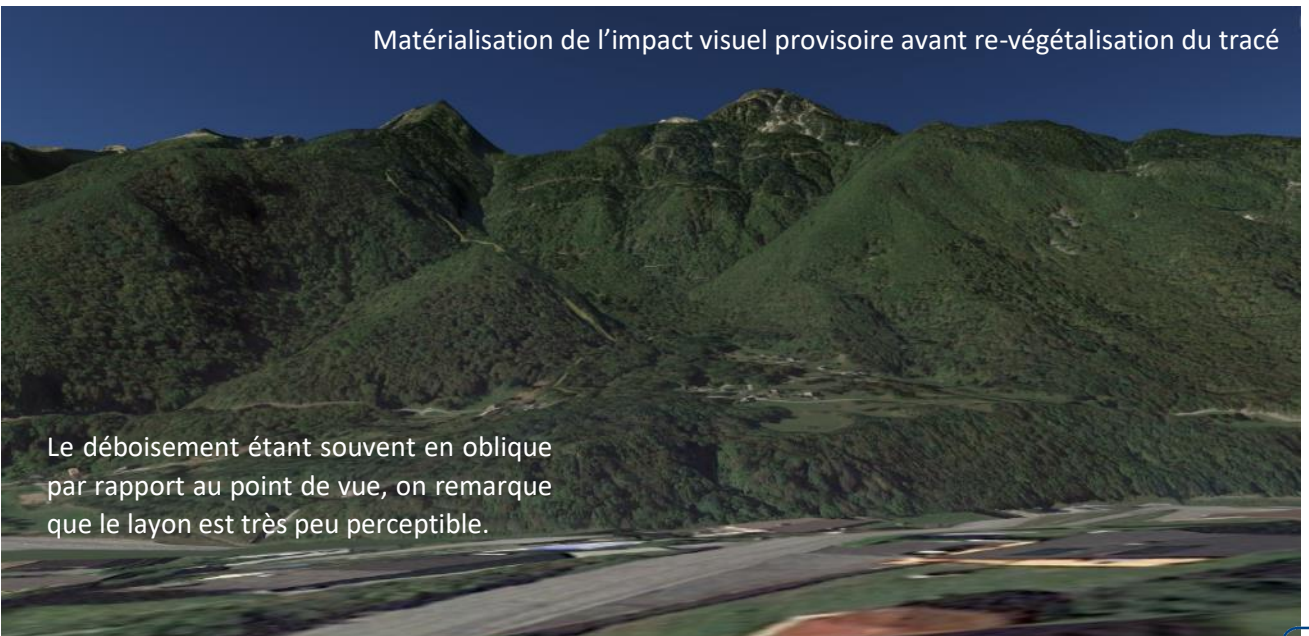 Matérialisation de l’impact visuel provisoire avant re-végétalisation du tracé
Le déboisement étant souvent en oblique
par rapport au point de vue, on remarque
que le layon est très peu perceptible.